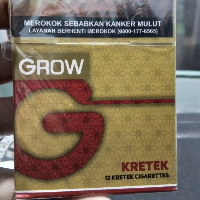 MEROKOK SEBABKAN KANKER MULUT
LAYANAN BERHENTI MEROKOK (0800-177-6565)
GROW
G
KRETEK
12 KRETEK CIGARETTES